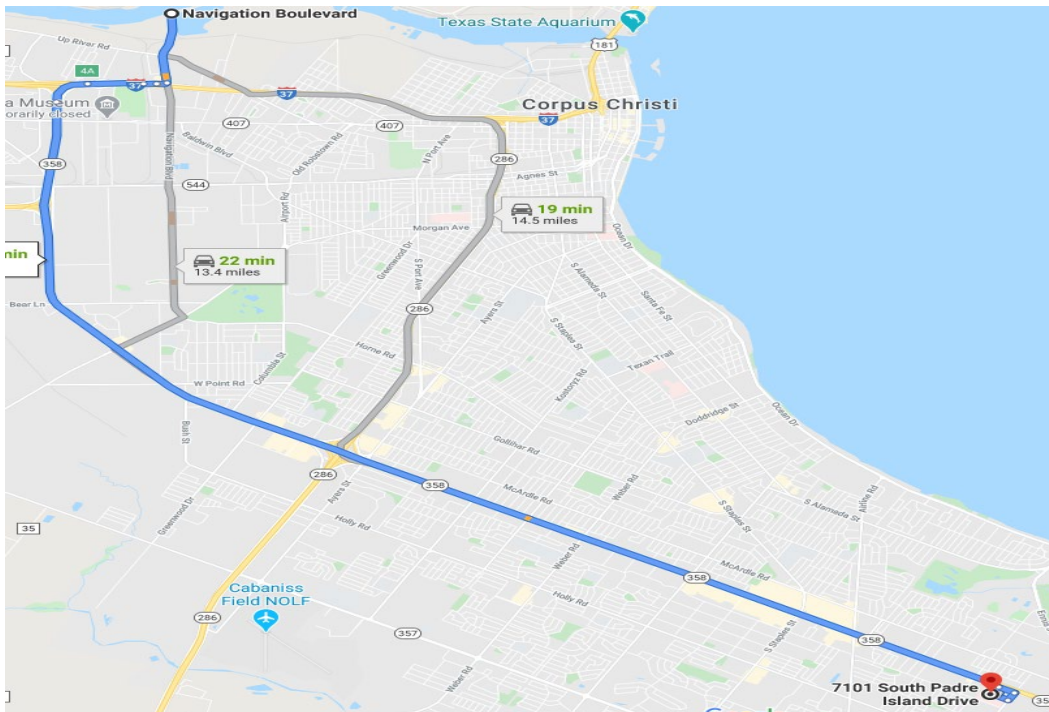 Navigation Boulevard
Texas State Aquarium
Up River Rd
181
4A
37
37
a Museum
orarily closed
Corpus Christi
37
407
407
Baldwin Blvd
Old Robstown Rd
N Port Ave
Navigation Blvd
358
286
Agnes St
544
Airport Rd
19 min
14.5 miles
Morgan Ave
Ocean Dr
Greenwood Dr
S Port Ave
min
22 min
13.4 miles
S Alameda St
Santa Fe St
Bear Ln
286
Ayers St
S Staples St
Horne Rd
Texan Trail
Columbia St
W Point Rd
Kostoryz Rd
Ocean Dr
Doddridge St
Bush St
Gollihar Rd
286
Ayers St
358
McArdle Rd
Weber Rd
Airline Rd
S Staples St
S Alameda St
Greenwood Dr
Holly Rd
35
Weber Rd
358
McArdle Rd
Cabaniss
Field NOLF
Holly Rd
286
357
S Staples St
358
Ennis
Weber Rd
7101 South Padre
Island Drive
35